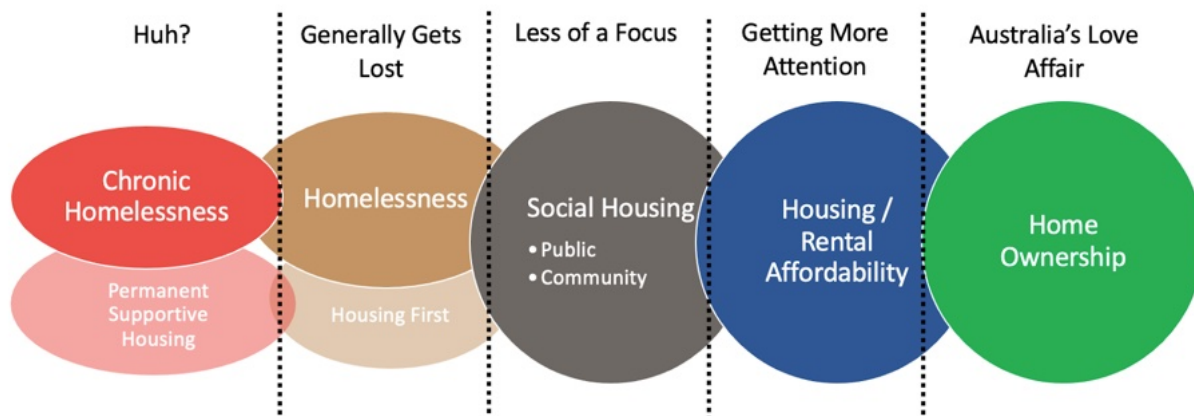 Huh?
Generally Gets
Lost
Less of a Focus
Getting More
Attention
Australia’s Love
Affair
Chronic
Homelessness
Permanent
Supportive
Housing
Homelessness
Housing First
Social Housing
• Public
• Community
Housing /
Rental
Affordability
Home
Ownership